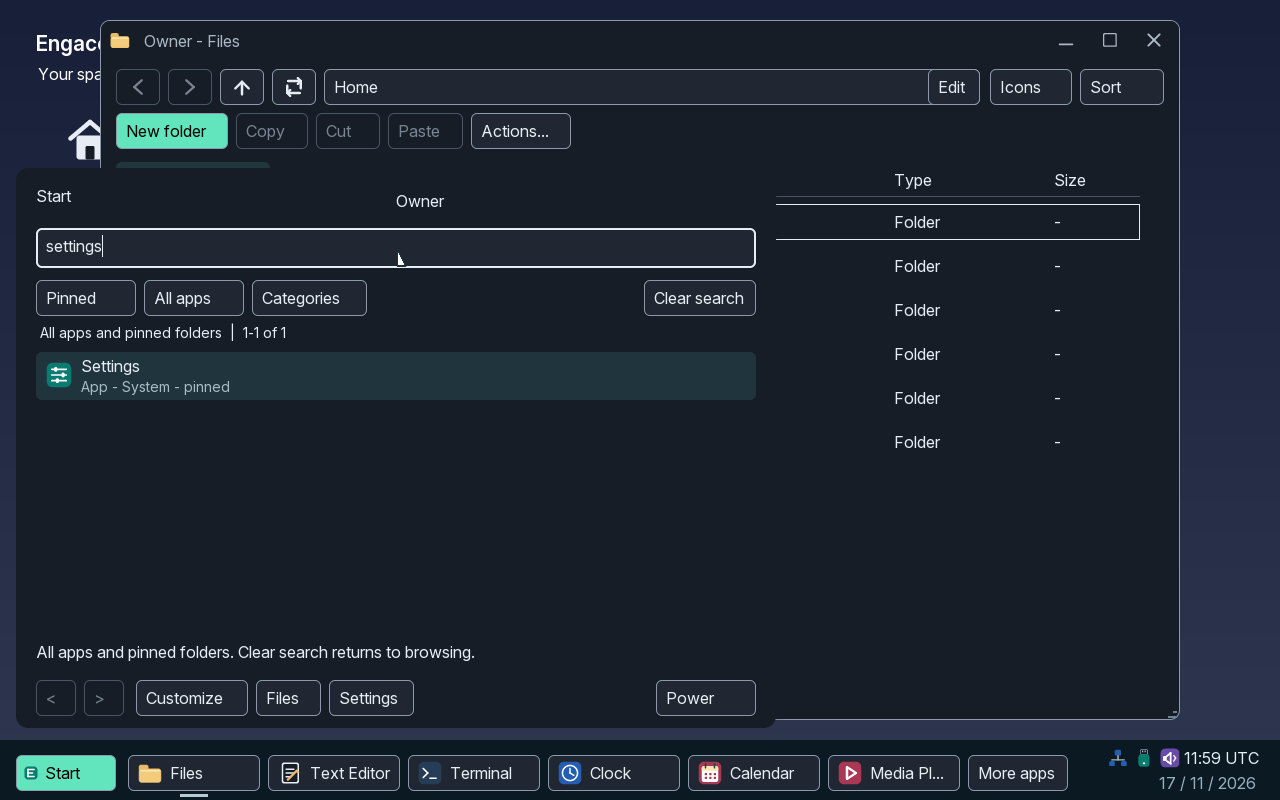 Owner - Files
Your spa
Home
Edit
Icons
Sort
New folder
Copy
Cut
Paste
Actions...
Type
Size
Folder
-
Folder
-
Folder
-
Folder
-
Folder
-
Folder
-
Start
Owner
settings
Pinned
All apps
Categories
Clear search
All apps and pinned folders | 1-1 of 1
Settings
App - System - pinned
All apps and pinned folders. Clear search returns to browsing.
<
>
Customize
Files
Settings
Power
E Start
Files
Text Editor
Terminal
Clock
Calendar
Media Pl...
More apps
11:59 UTC
17 / 11 / 2026